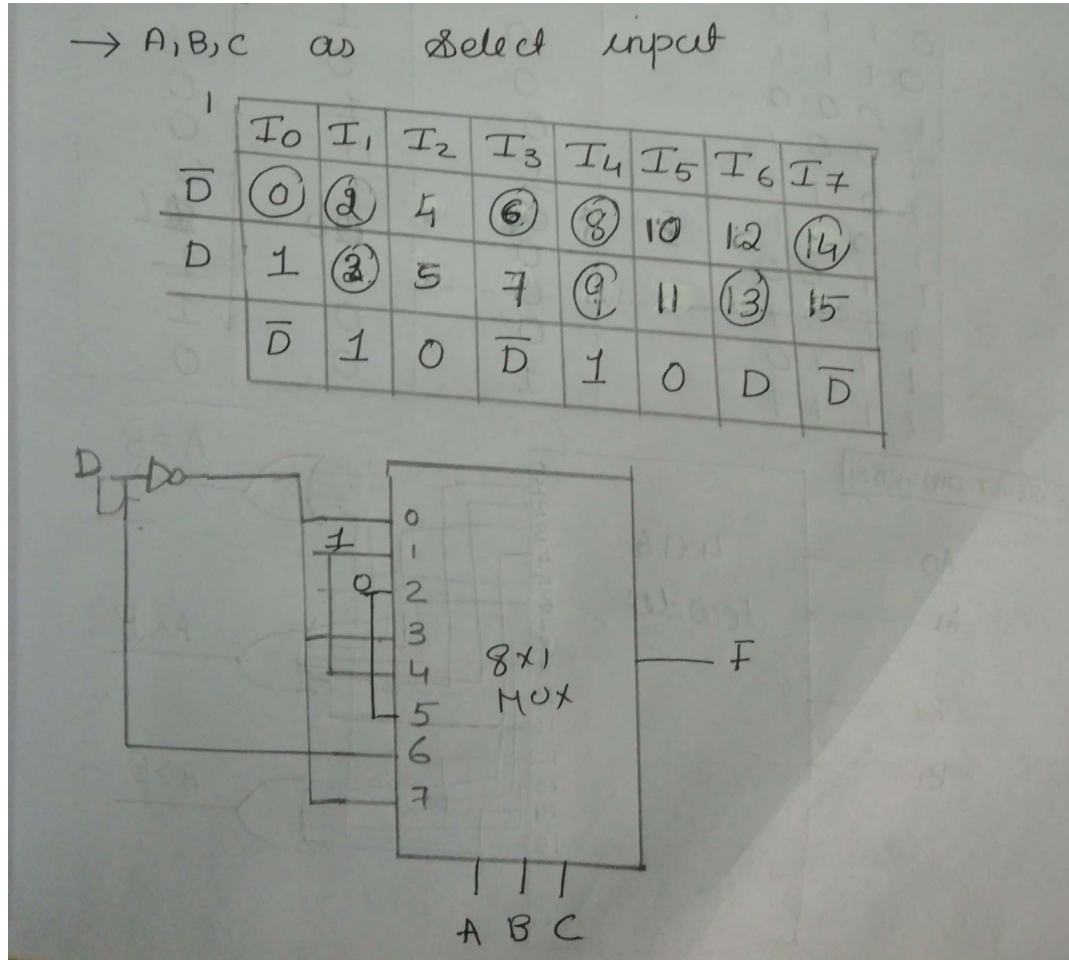 → A, B, C as Select input
I0 I1 I2 I3 I4 I5 I6 I7
D̅ 0 2 4 6 8 10 12 14
D 1 3 5 7 9 11 13 15
D̅ 1 0 D̅ 1 0 D D̅
D
0
1 1
0 2
3
4
5
6
7
8X1
MUX
F
A B C